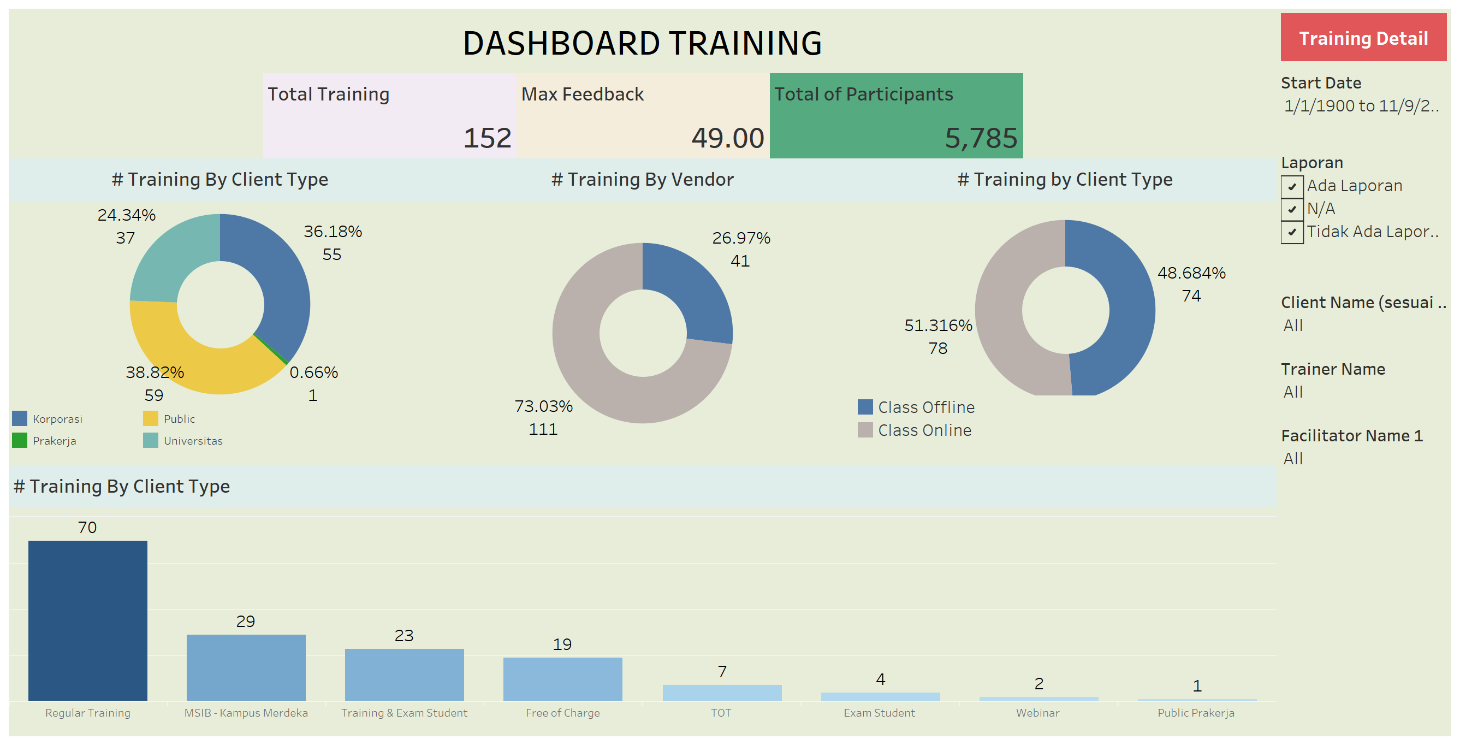 DASHBOARD TRAINING
Training Detail
Total Training
152
Max Feedback
49.00
Total of Participants
5,785
Start Date
1/1/1900 to 11/9/2..
Laporan
Ada Laporan
N/A
Tidak Ada Lapor..
Client Name (sesuai ..
All
Trainer Name
All
Facilitator Name 1
All
# Training By Client Type
24.34%
37
36.18%
55
38.82%
59
0.66%
1
Korporasi
Public
Prakerja
Universitas
# Training By Vendor
26.97%
41
73.03%
111
# Training by Client Type
48.684%
74
51.316%
78
Class Offline
Class Online
# Training By Client Type
70
29
23
19
7
4
2
1
Regular Training
MSIB - Kampus Merdeka
Training & Exam Student
Free of Charge
TOT
Exam Student
Webinar
Public Prakerja